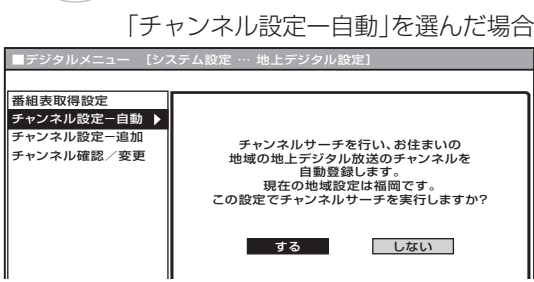 「チャンネル設定ー自動」を選んだ場合
■デジタルメニュー [システム設定 … 地上デジタル設定]
番組表取得設定
チャンネル設定ー自動 ▶
チャンネル設定ー追加
チャンネル確認／変更
チャンネルサーチを行い、お住まいの
地域の地上デジタル放送のチャンネルを
自動登録します。
現在の地域設定は福岡です。
この設定でチャンネルサーチを実行しますか?
する しない